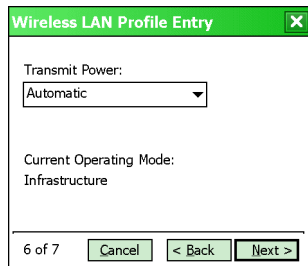 Wireless LAN Profile Entry
Transmit Power:
Automatic
Current Operating Mode:
Infrastructure
6 of 7 Cancel < Back Next >